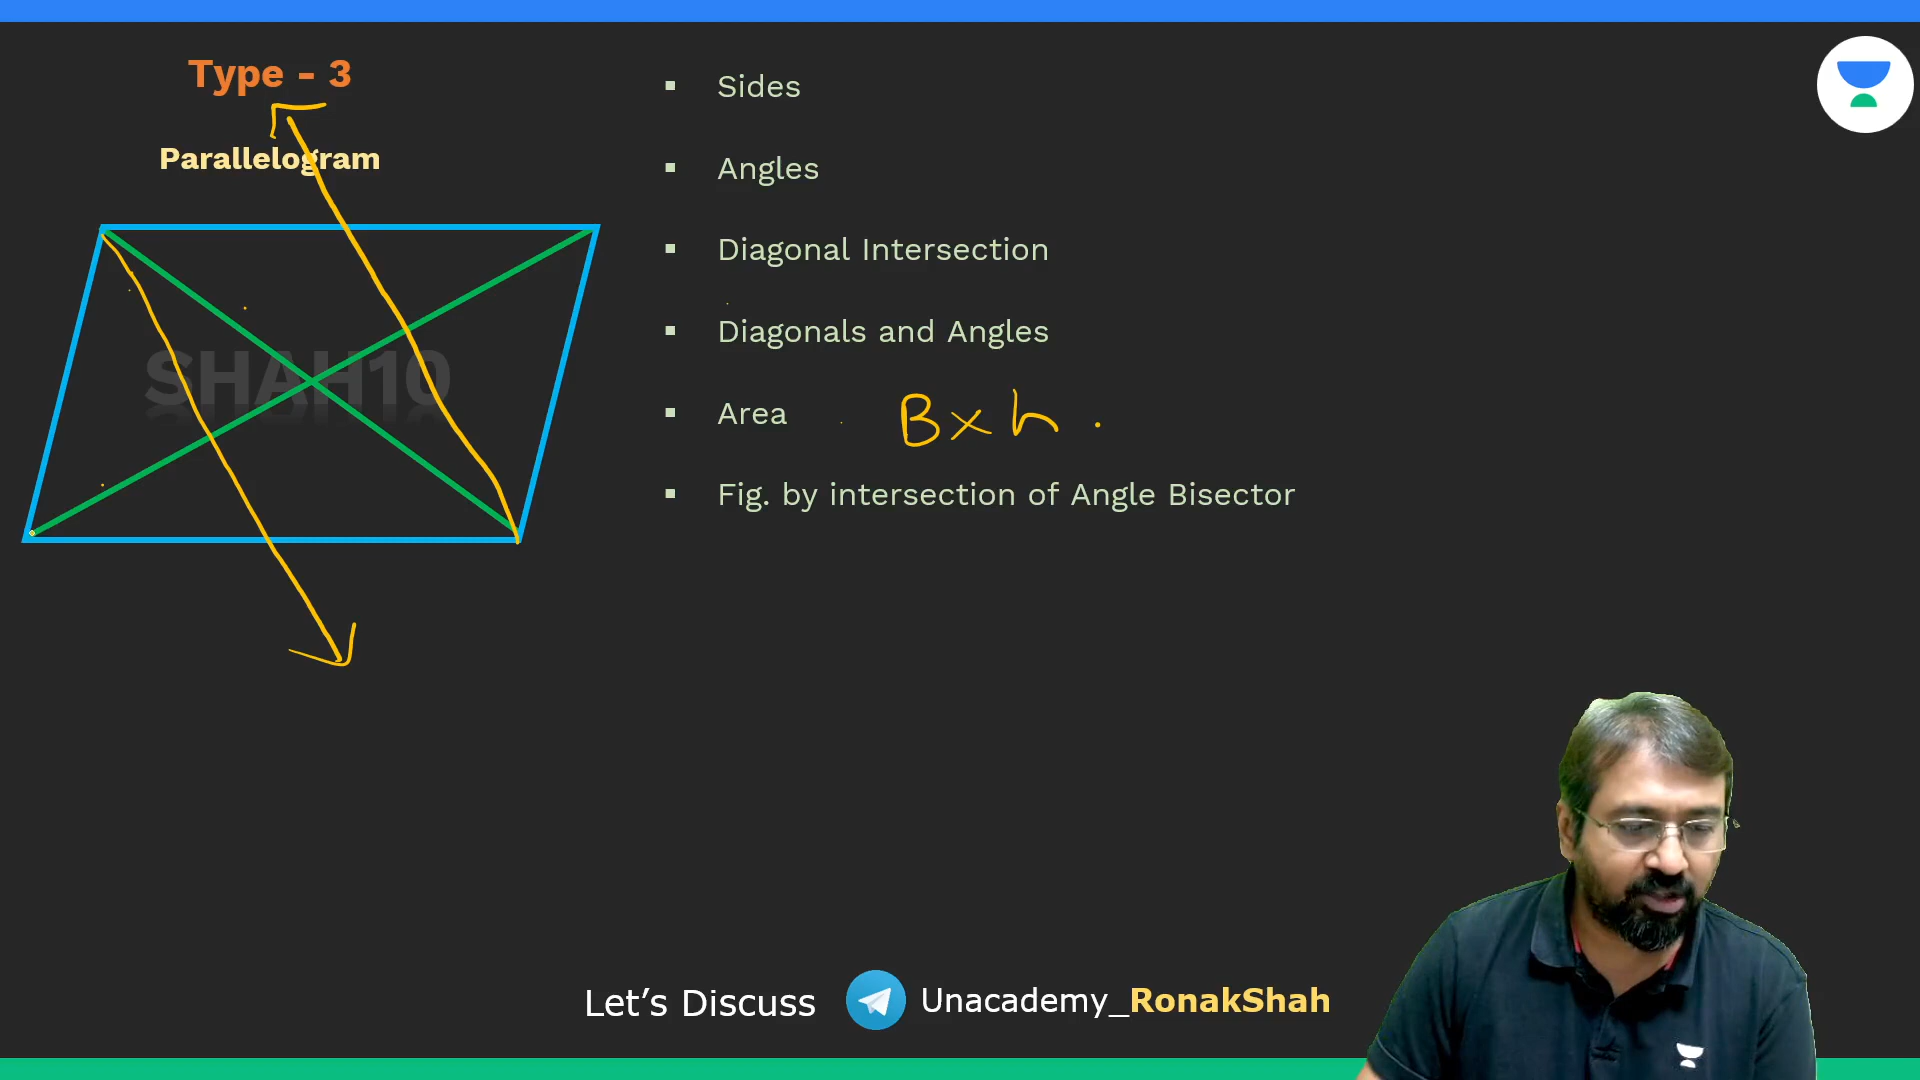 Type - 3
Parallelogram
SHAH10
▪ Sides
▪ Angles
▪ Diagonal Intersection
▪ Diagonals and Angles
▪ Area B × h .
▪ Fig. by intersection of Angle Bisector
Let’s Discuss Unacademy_RonakShah